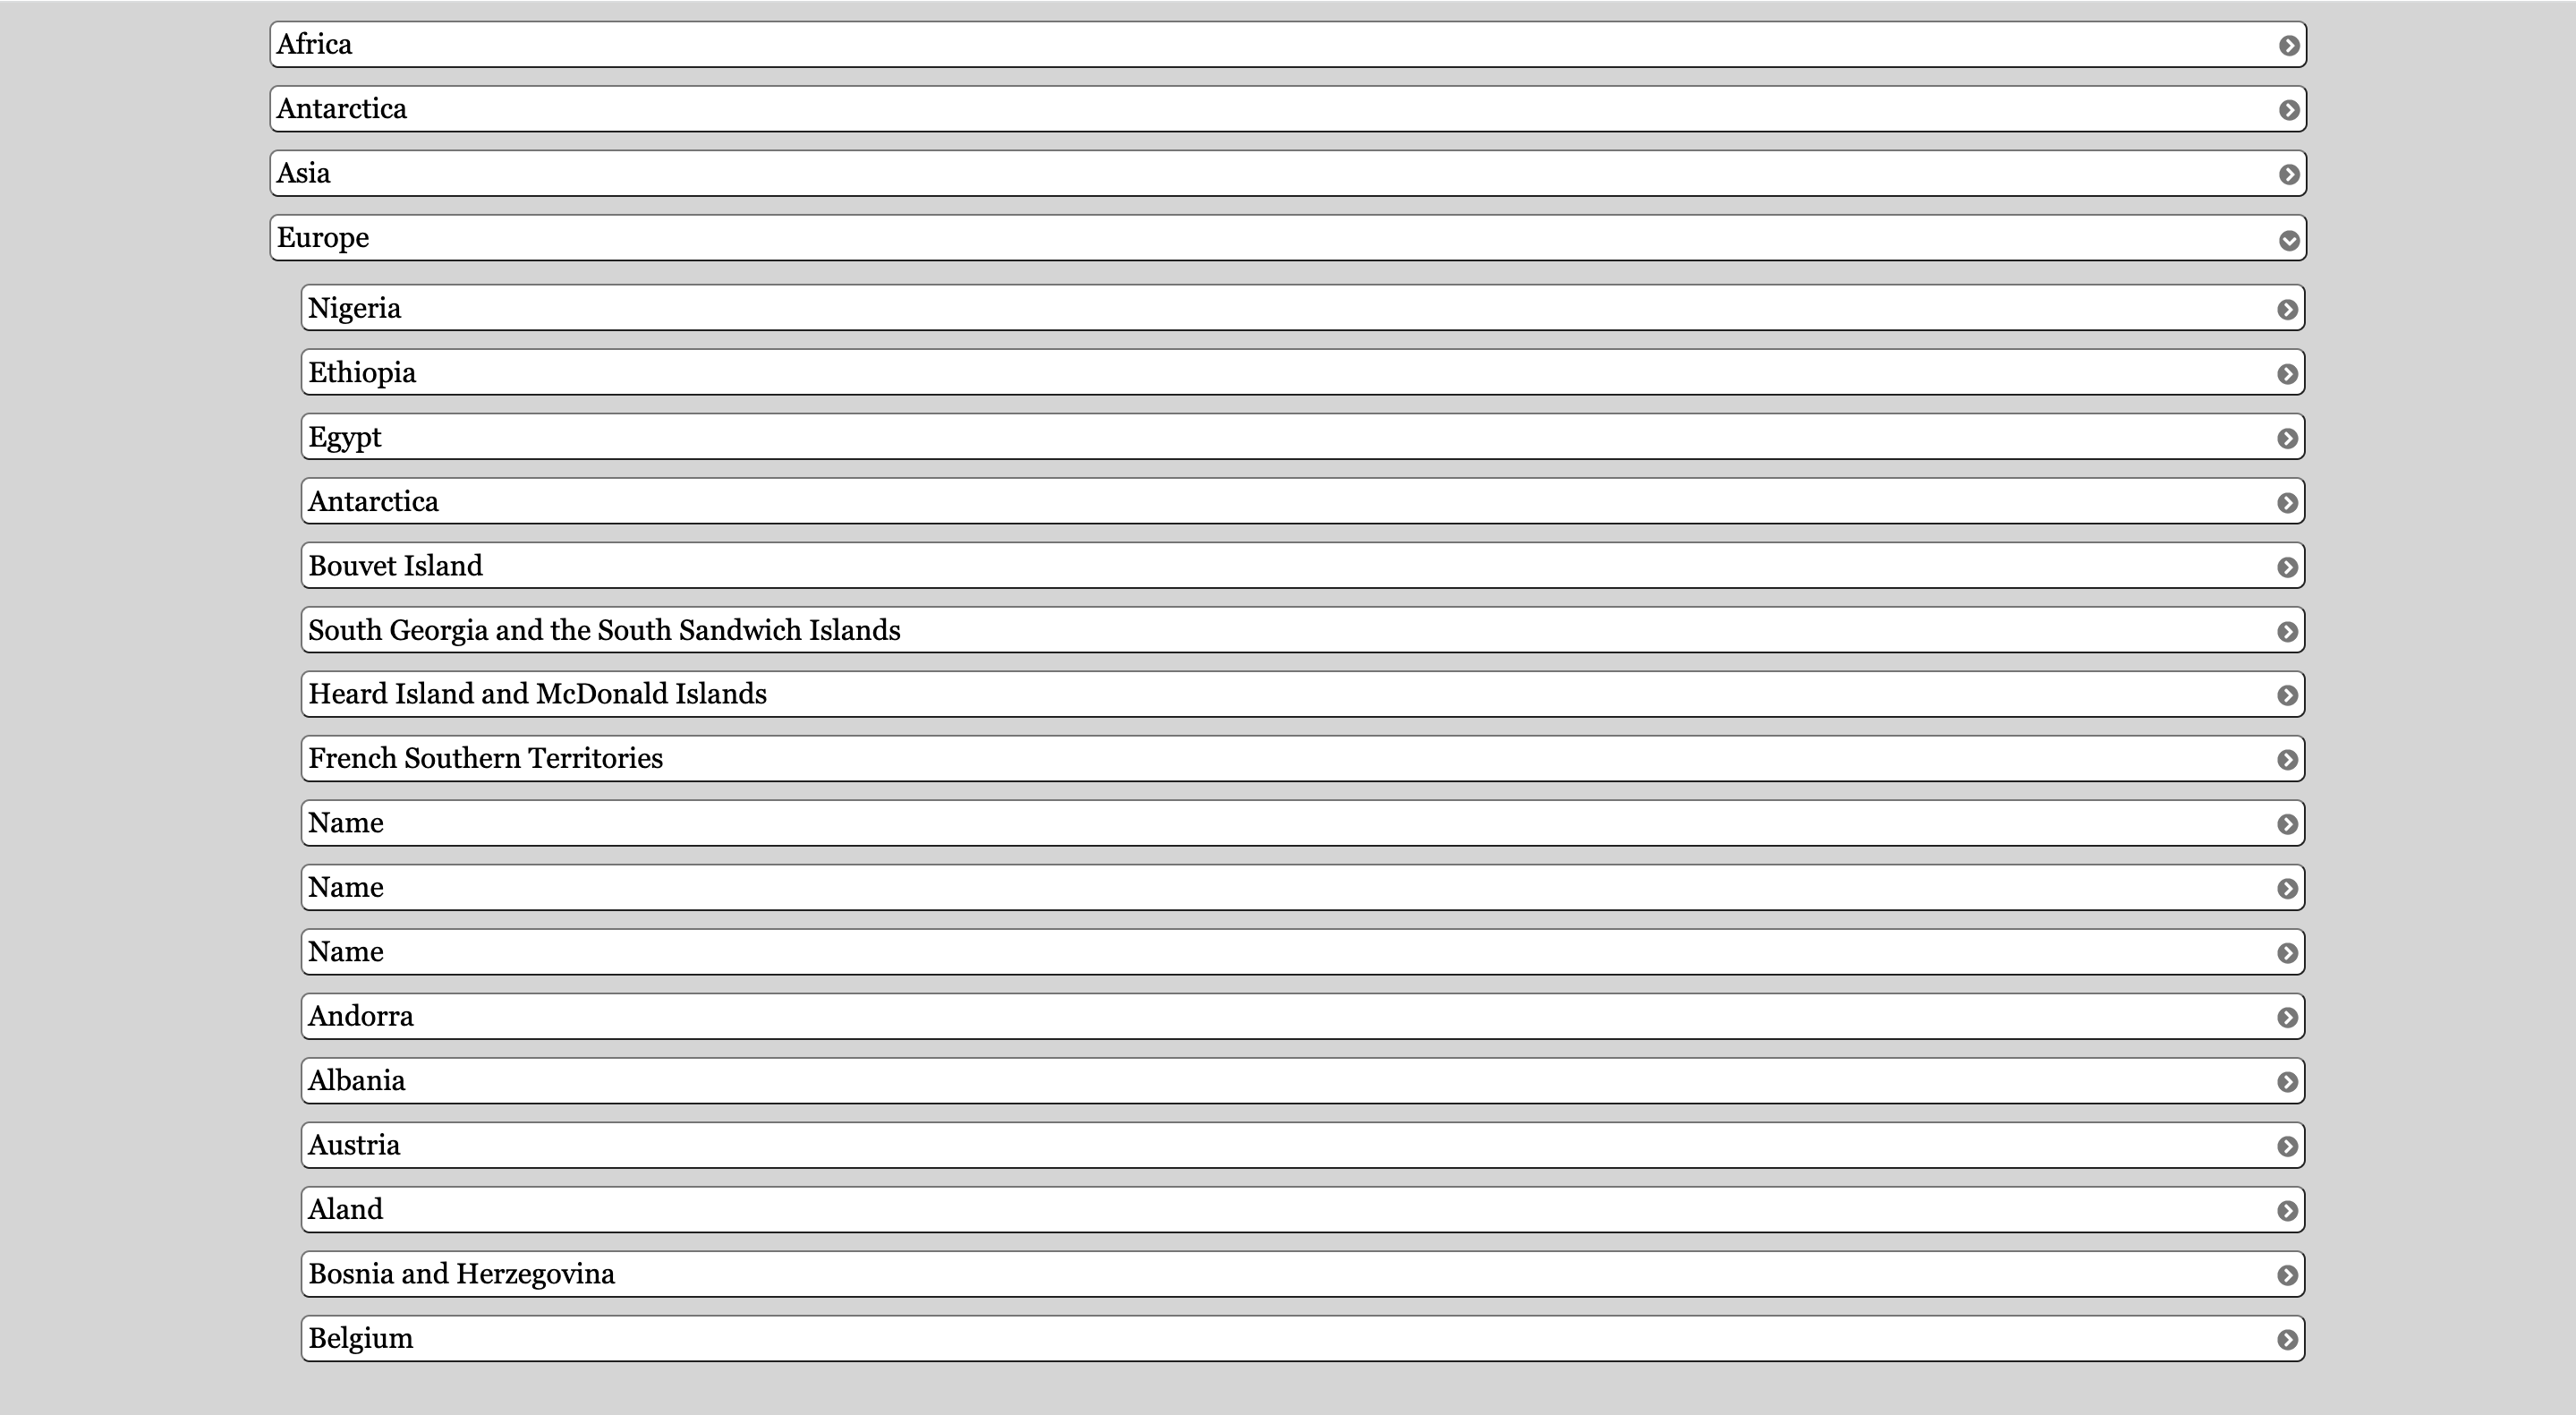 Africa
Antarctica
Asia
Europe
Nigeria
Ethiopia
Egypt
Antarctica
Bouvet Island
South Georgia and the South Sandwich Islands
Heard Island and McDonald Islands
French Southern Territories
Name
Name
Name
Andorra
Albania
Austria
Aland
Bosnia and Herzegovina
Belgium